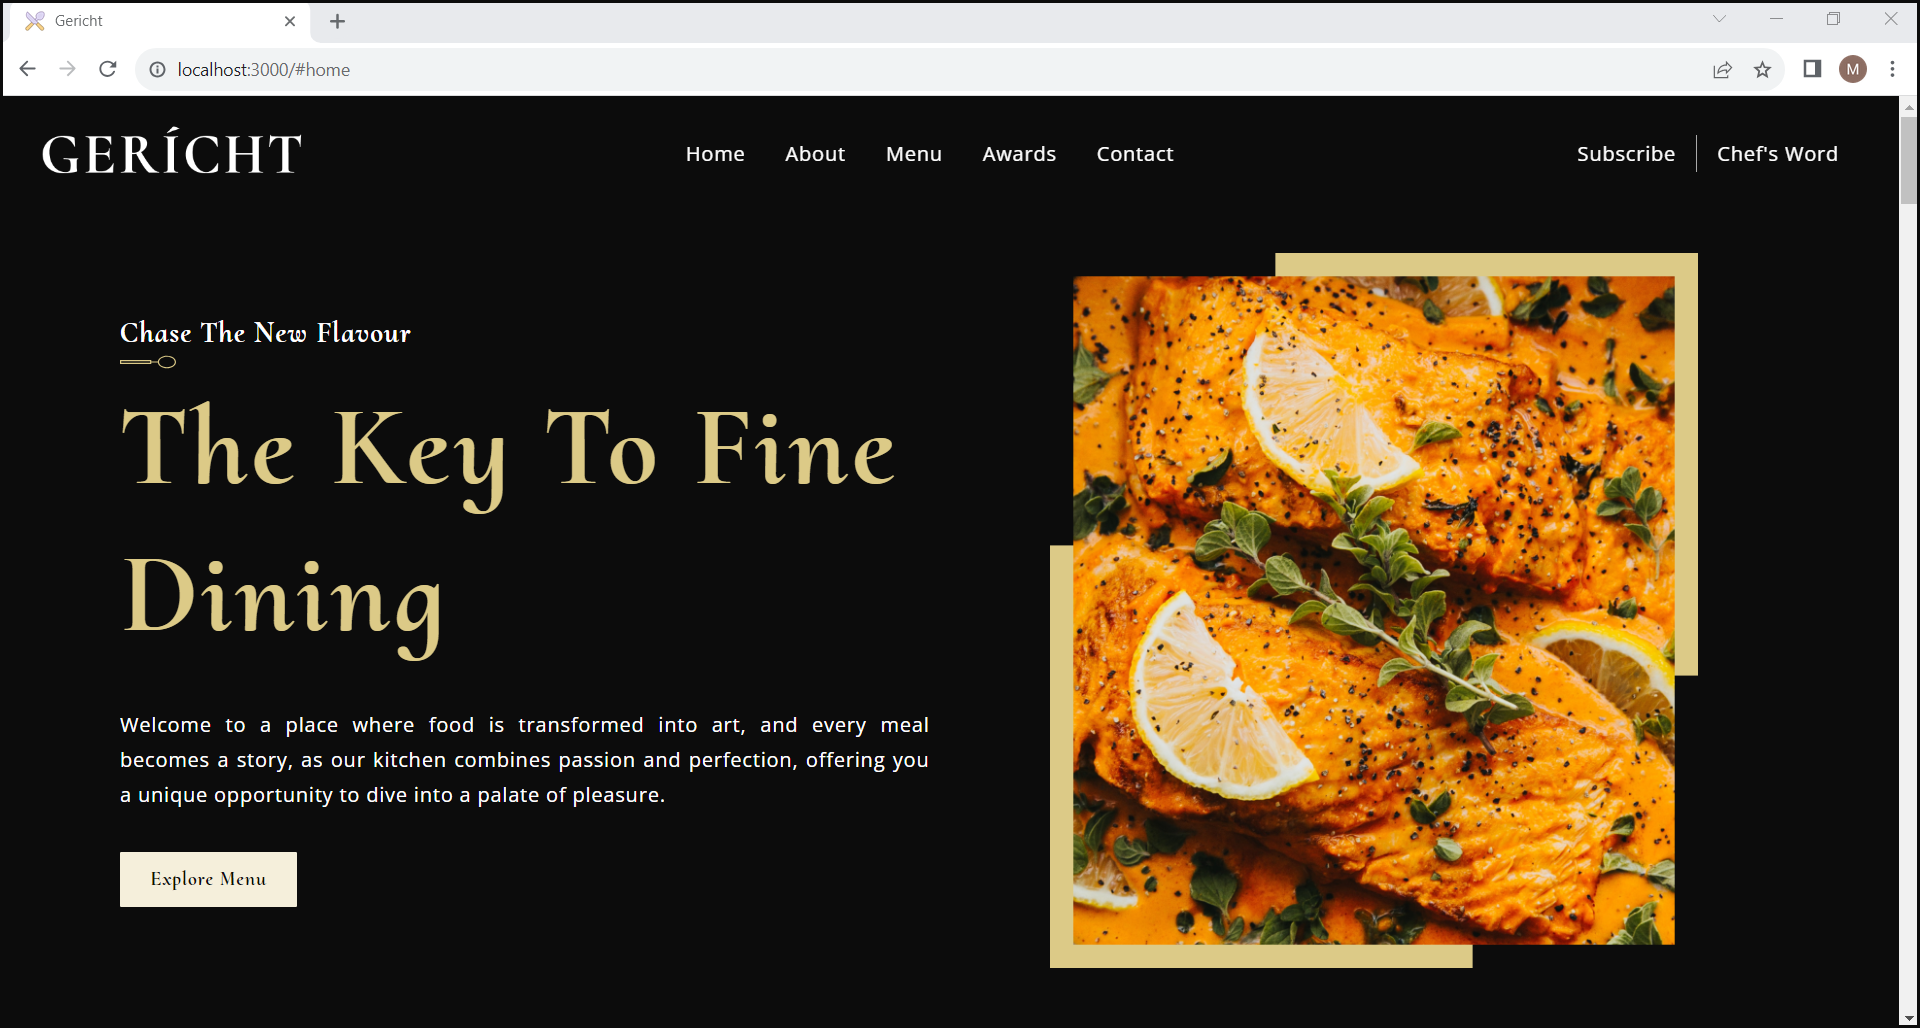 Gericht
localhost:3000/#home
M
GERÍCHT
Home About Menu Awards Contact
Subscribe Chef's Word
Chase The New Flavour
The Key To Fine
Dining
Welcome to a place where food is transformed into art, and every meal
becomes a story, as our kitchen combines passion and perfection, offering you
a unique opportunity to dive into a palate of pleasure.
Explore Menu